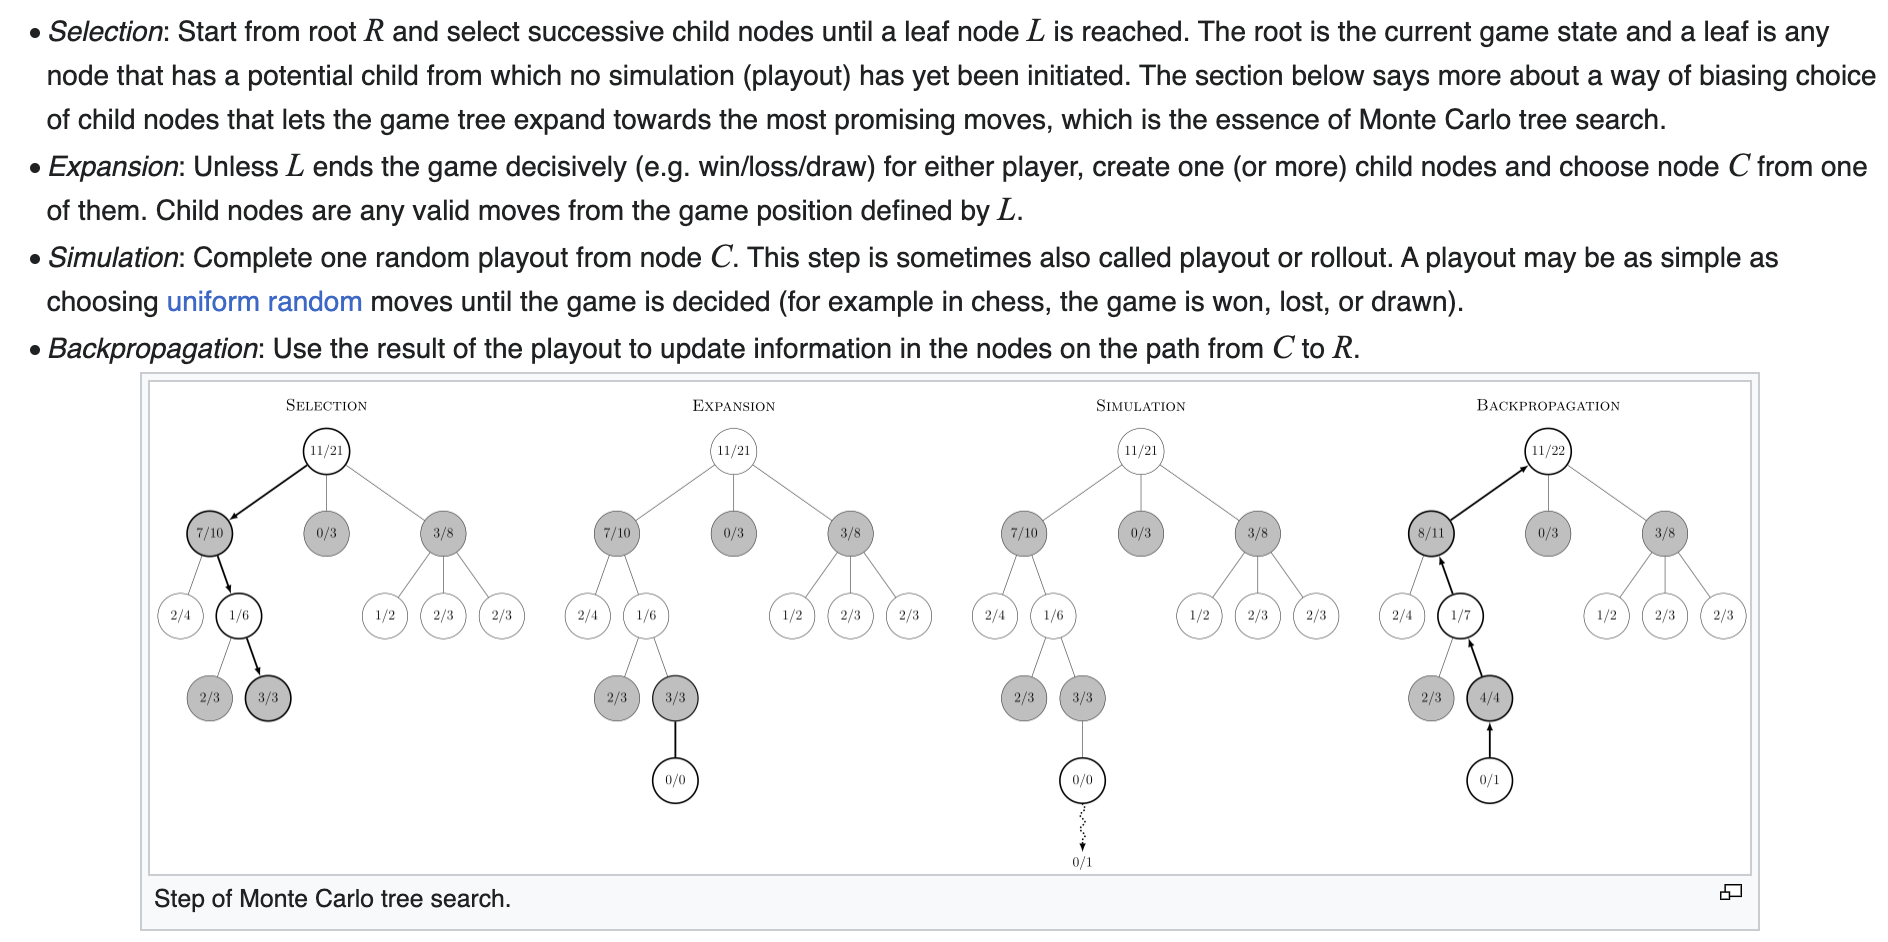 • Selection: Start from root R and select successive child nodes until a leaf node L is reached. The root is the current game state and a leaf is any
node that has a potential child from which no simulation (playout) has yet been initiated. The section below says more about a way of biasing choice
of child nodes that lets the game tree expand towards the most promising moves, which is the essence of Monte Carlo tree search.
• Expansion: Unless L ends the game decisively (e.g. win/loss/draw) for either player, create one (or more) child nodes and choose node C from one
of them. Child nodes are any valid moves from the game position defined by L.
• Simulation: Complete one random playout from node C. This step is sometimes also called playout or rollout. A playout may be as simple as
choosing uniform random moves until the game is decided (for example in chess, the game is won, lost, or drawn).
• Backpropagation: Use the result of the playout to update information in the nodes on the path from C to R.
SELECTION
11/21
7/10 0/3 3/8
2/4 1/6 1/2 2/3 2/3
2/3 3/3
EXPANSION
11/21
7/10 0/3 3/8
2/4 1/6 1/2 2/3 2/3
2/3 3/3
0/0
SIMULATION
11/21
7/10 0/3 3/8
2/4 1/6 1/2 2/3 2/3
2/3 3/3
0/0
0/1
BACKPROPAGATION
11/22
8/11 0/3 3/8
2/4 1/7 1/2 2/3 2/3
2/3 4/4
0/1
Step of Monte Carlo tree search.